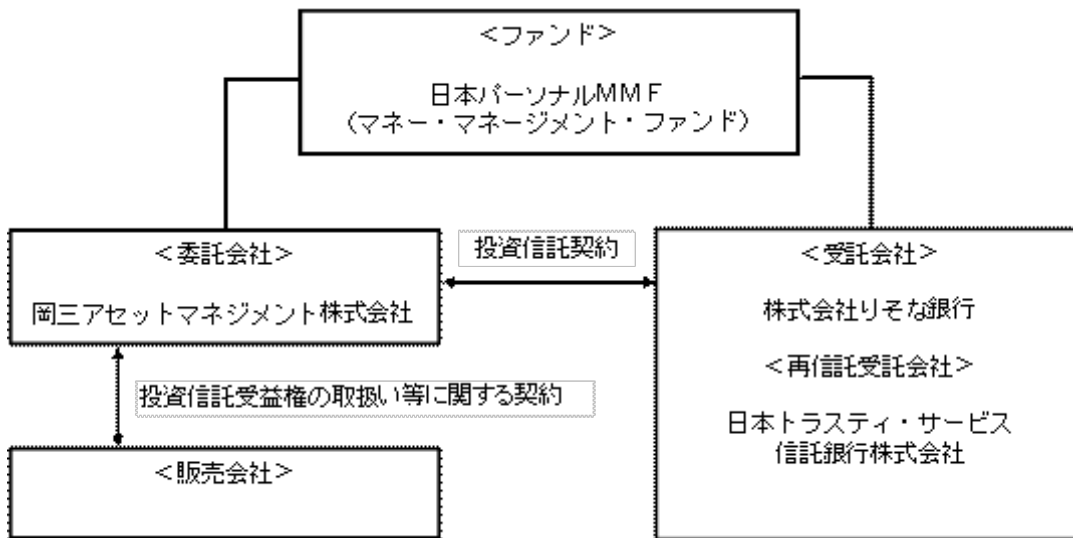 ＜ファンド＞
日本パーソナルMMF
（マネー・マネージメント・ファンド）
＜委託会社＞
岡三アセットマネジメント株式会社
投資信託契約
＜受託会社＞
株式会社りそな銀行
＜再信託受託会社＞
日本トラスティ・サービス
信託銀行株式会社
投資信託受益権の取扱い等に関する契約
＜販売会社＞